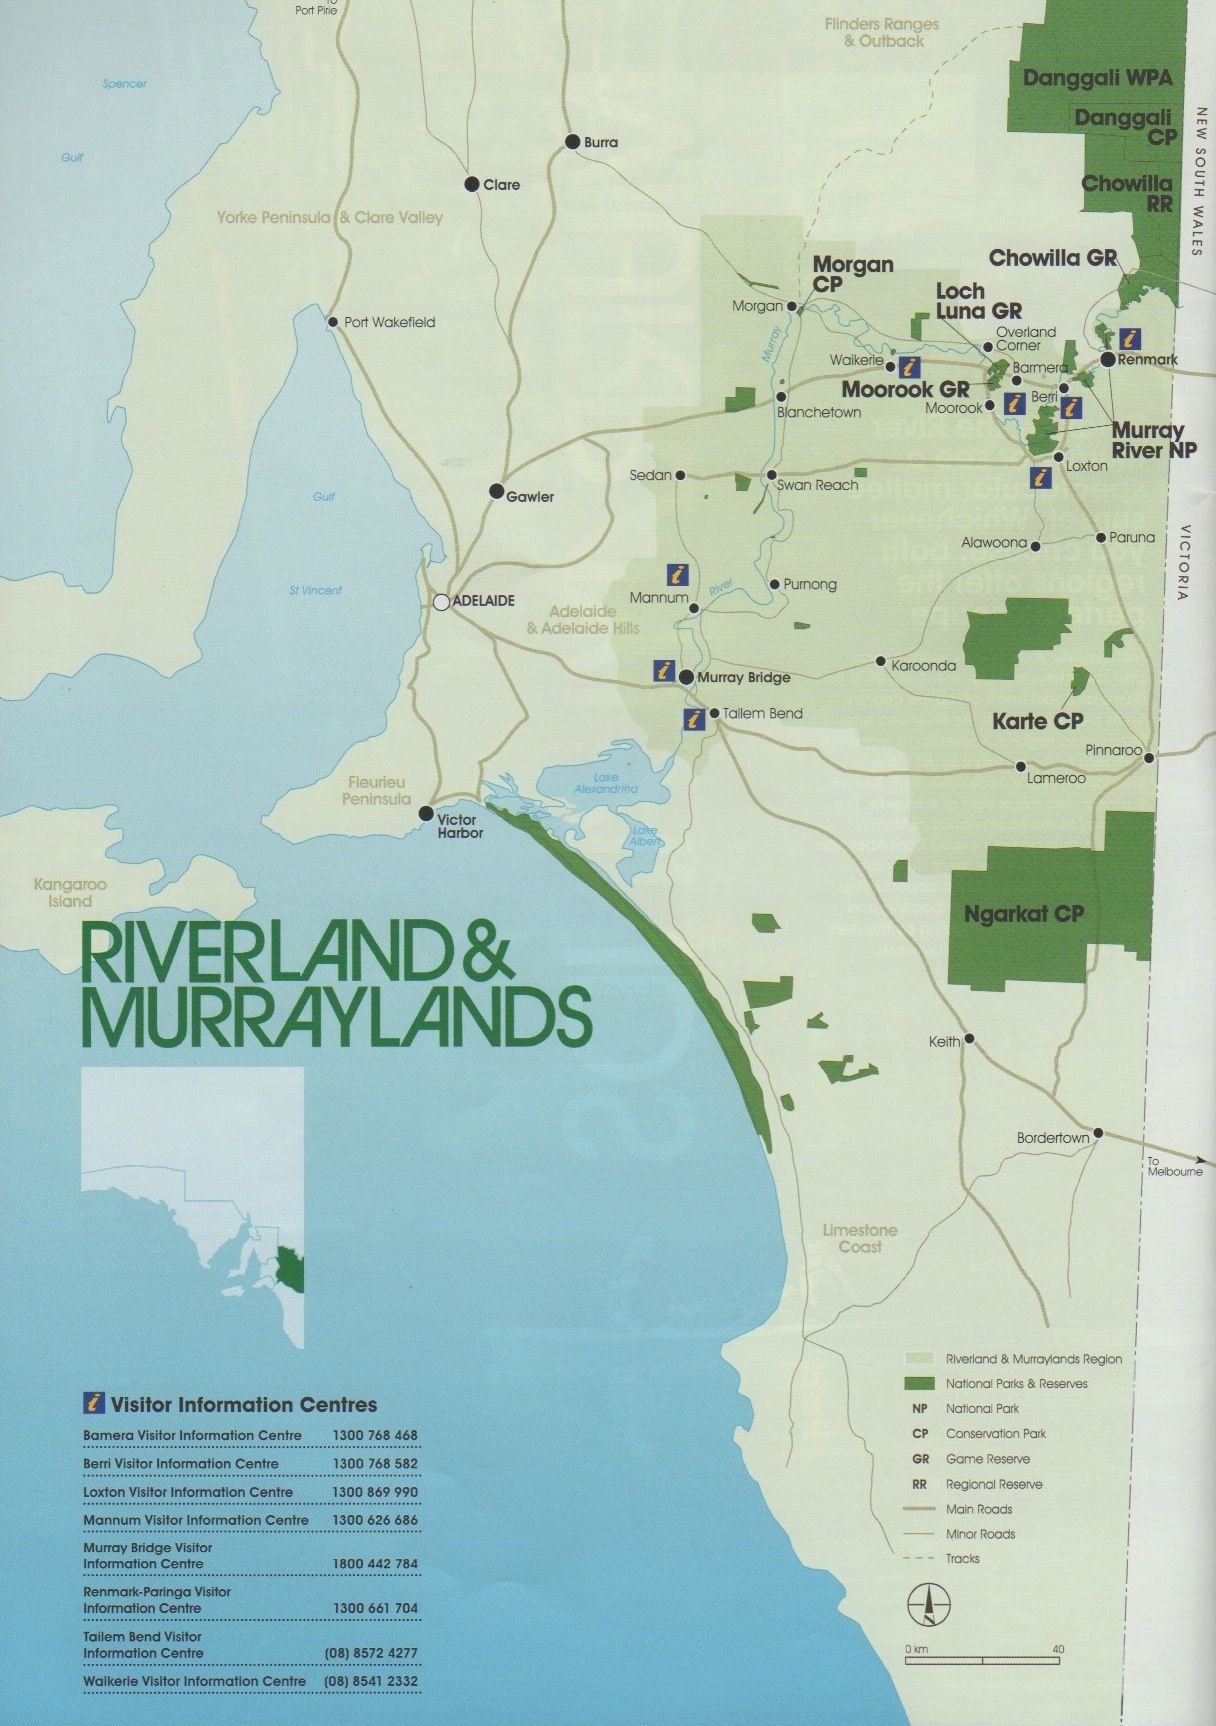 To
Port Pirie
Flinders Ranges
& Outback
Spencer
Gulf
Danggali WPA
Danggali
CP
NEW SOUTH WALES
Burra
Clare
Chowilla
RR
Yorke Peninsula & Clare Valley
Chowilla GR
Morgan
CP
Loch
Luna GR
Morgan
Port Wakefield
Overland
Corner
Murray
Waikerie
Renmark
Barmera
Moorook GR
Berri
Moorook
Blanchetown
Murray
River NP
Loxton
Sedan
Swan Reach
Gawler
Gulf
Alawoona
Paruna
VICTORIA
St Vincent
River
Purnong
Mannum
ADELAIDE
Adelaide
& Adelaide Hills
Karoonda
Murray Bridge
Tailem Bend
Karte CP
Pinnaroo
Lameroo
Lake
Alexandrina
Fleurieu
Peninsula
Victor
Harbor
Lake
Albert
Kangaroo
Island
Ngarkat CP
RIVERLAND &
MURRAYLANDS
Keith
Bordertown
To
Melbourne
Limestone
Coast
i Visitor Information Centres
Bamera Visitor Information Centre 1300 768 468
Berri Visitor Information Centre 1300 768 582
Loxton Visitor Information Centre 1300 869 990
Mannum Visitor Information Centre 1300 626 686
Murray Bridge Visitor
Information Centre 1800 442 784
Renmark-Paringa Visitor
Information Centre 1300 661 704
Tailem Bend Visitor
Information Centre (08) 8572 4277
Waikerie Visitor Information Centre (08) 8541 2332
Riverland & Murraylands Region
National Parks & Reserves
NP National Park
CP Conservation Park
GR Game Reserve
RR Regional Reserve
Main Roads
Minor Roads
Tracks
N
0 km 40